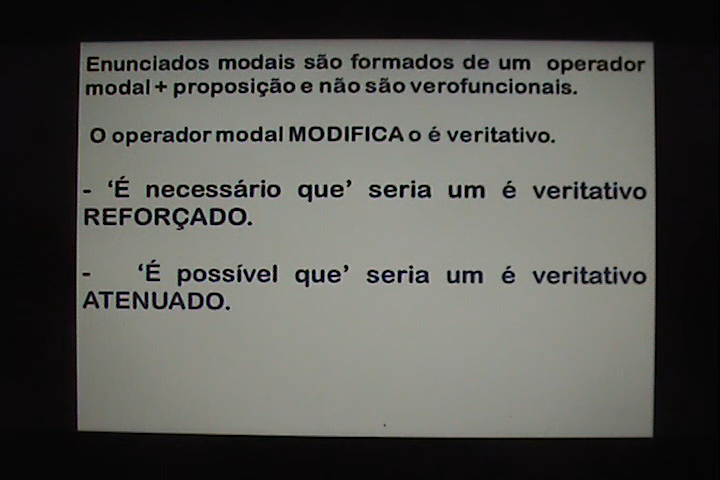 Enunciados modais são formados de um operador
modal + proposição e não são verofuncionais.
O operador modal MODIFICA o é veritativo.
- ‘É necessário que’ seria um é veritativo
REFORÇADO.
- ‘É possível que’ seria um é veritativo
ATENUADO.